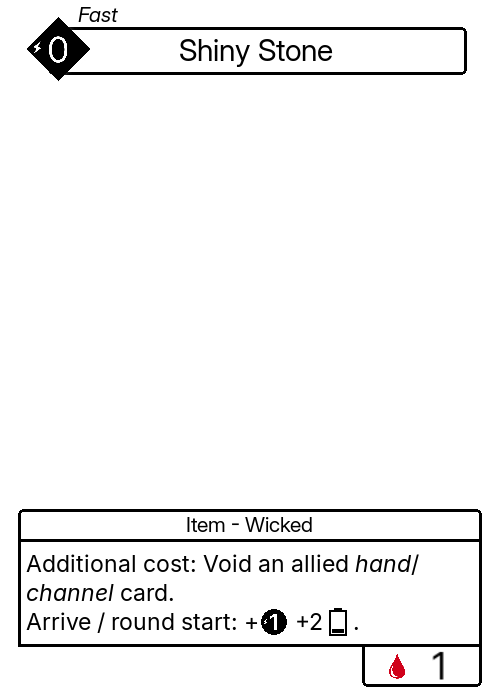 Fast
0
Shiny Stone
Item - Wicked
Additional cost: Void an allied hand/
channel card.
Arrive / round start: +1 +2 .
1